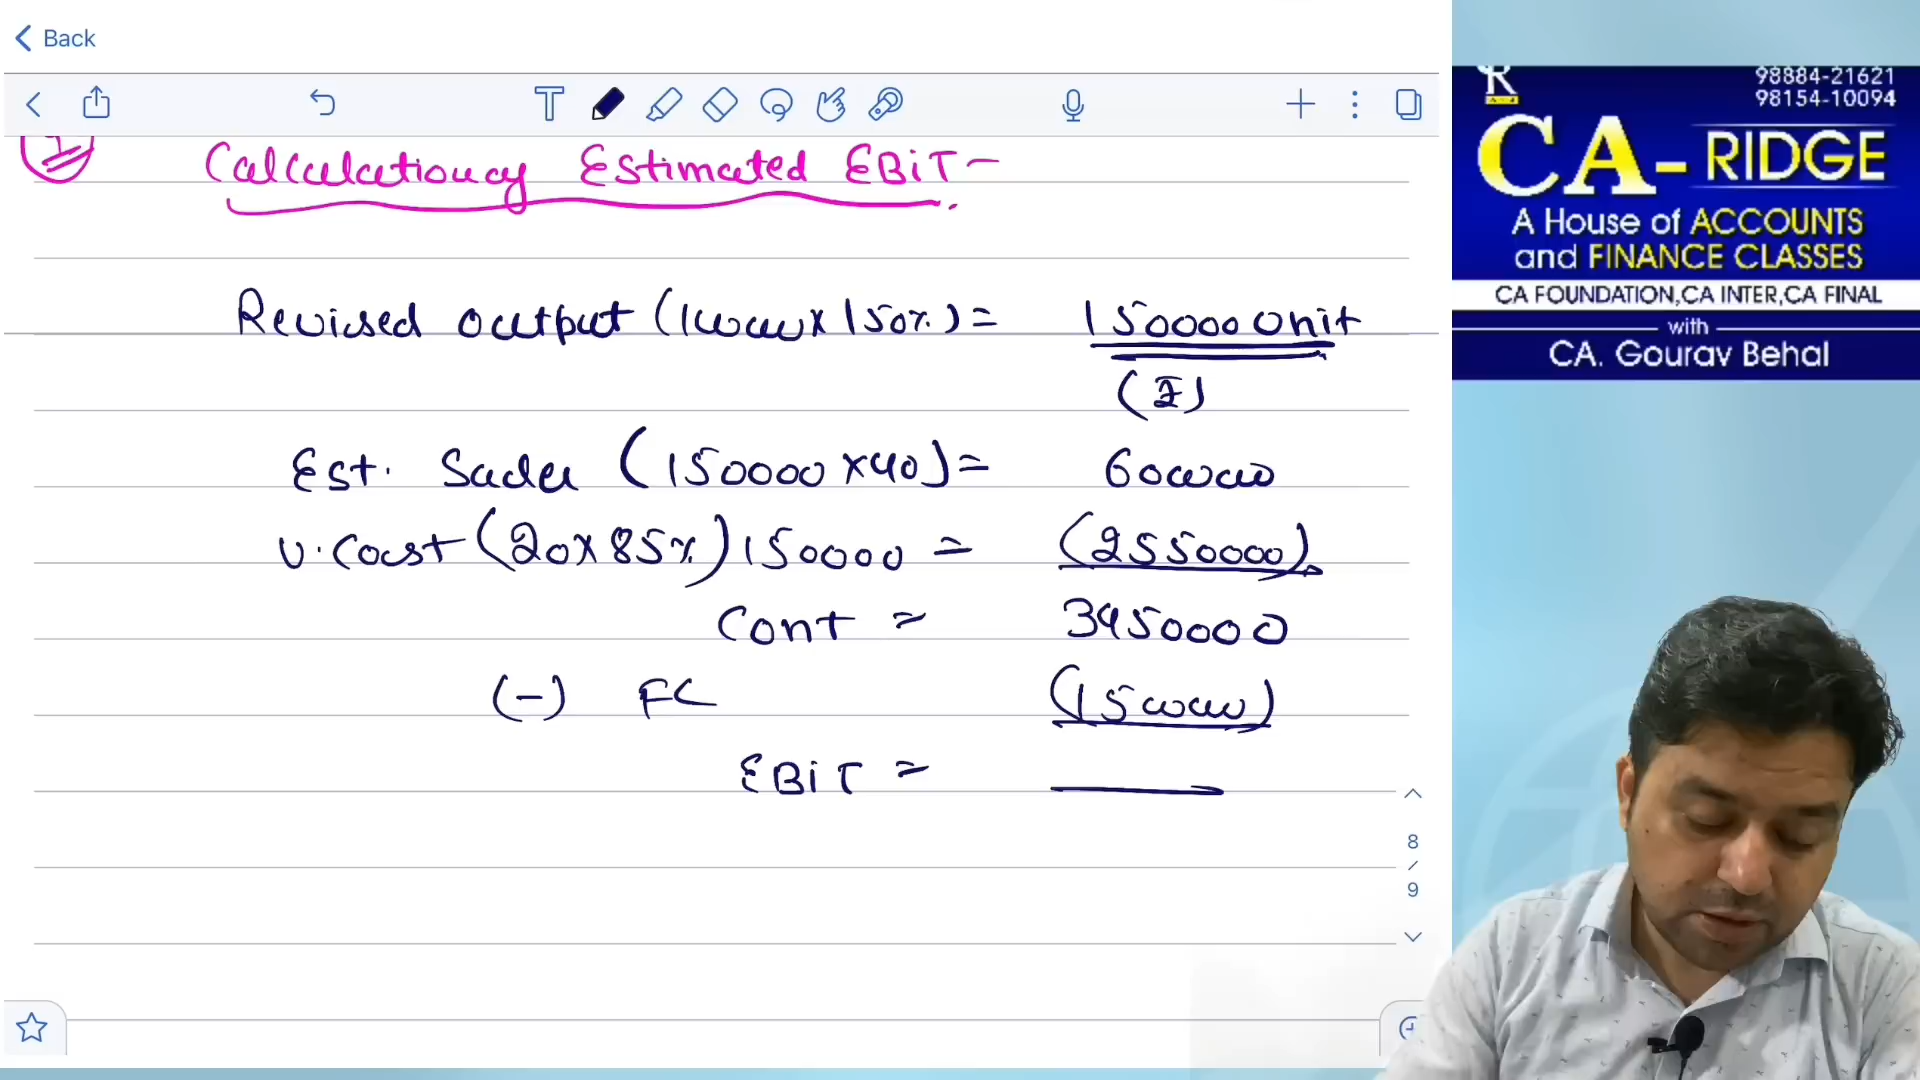 Back
T
Calculation of Estimated EBIT -
Revised output (100000 x 150%) = 150000 Unit
(₹)
Est. Sales (150000 x 40) = 6000000
V. Cost (20 x 85%) 150000 = (2550000)
Cont = 3450000
(-) FC (1500000)
EBIT =
8
/
9
R
98884-21621
98154-10094
CA- RIDGE
A House of ACCOUNTS
and FINANCE CLASSES
CA FOUNDATION,CA INTER,CA FINAL
with
CA. Gourav Behal